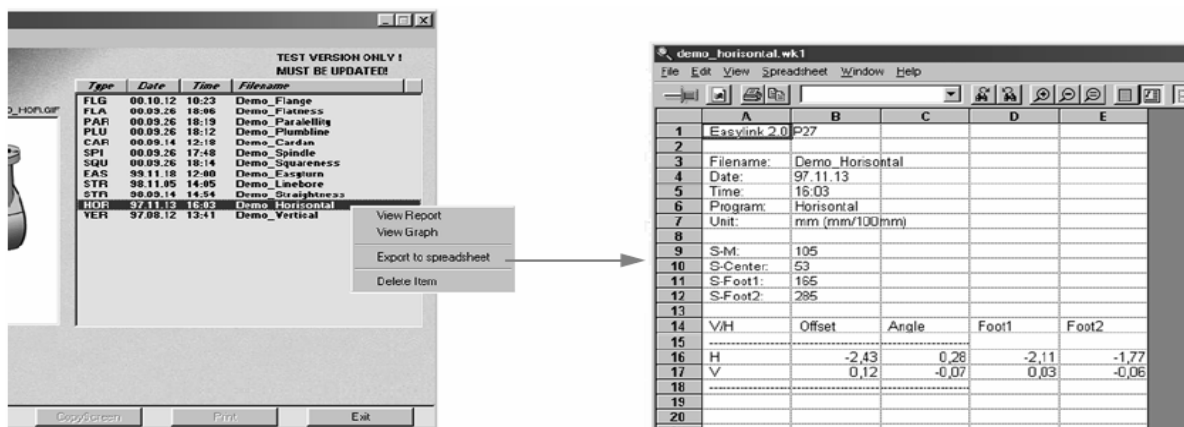 TEST VERSION ONLY !
MUST BE UPDATED!
Type Date Time Filename
FLG 00.10.12 10:23 Demo_Flange
FLA 00.09.26 18:06 Demo_Flatness
PAR 00.09.26 18:19 Demo_Paralellity
PLU 00.09.26 18:12 Demo_Plumbline
CAR 00.09.14 12:18 Demo_Cardan
SPI 00.09.26 17:48 Demo_Spindle
SQU 00.09.26 18:14 Demo_Squareness
EAS 99.11.18 12:00 Demo_Easyturn
STR 98.11.05 14:05 Demo_Linebore
STR 98.09.14 14:54 Demo_Straightness
HOR 97.11.13 16:03 Demo_Horisontal
VER 97.08.12 13:41 Demo_Vertical
O_HOR.GIF
View Report
View Graph
Export to spreadsheet
Delete Item
CopyScreen Print Exit
demo_horisontal.wk1
File Edit View Spreadsheet Window Help
A B C D E
1 Easylink 2.0 P27
2
3 Filename: Demo_Horisontal
4 Date: 97.11.13
5 Time: 16:03
6 Program: Horisontal
7 Unit: mm (mm/100mm)
8
9 S-M: 105
10 S-Center: 53
11 S-Foot1: 165
12 S-Foot2: 285
13
14 V/H Offset Angle Foot1 Foot2
15 --------------------------------
16 H -2,43 0,28 -2,11 -1,77
17 V 0,12 -0,07 0,03 -0,06
18 --------------------------------
19
20